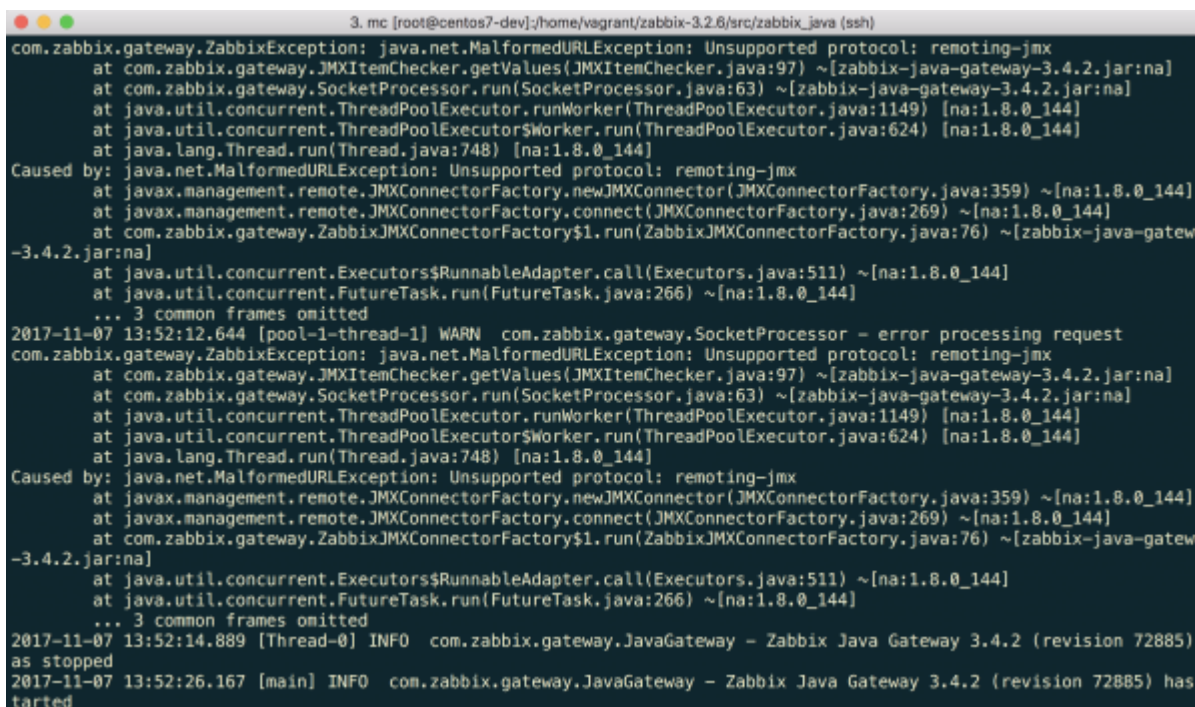 3. mc [root@centos7-dev]:/home/vagrant/zabbix-3.2.6/src/zabbix_java (ssh)
com.zabbix.gateway.ZabbixException: java.net.MalformedURLException: Unsupported protocol: remoting-jmx
        at com.zabbix.gateway.JMXItemChecker.getValues(JMXItemChecker.java:97) ~[zabbix-java-gateway-3.4.2.jar:na]
        at com.zabbix.gateway.SocketProcessor.run(SocketProcessor.java:63) ~[zabbix-java-gateway-3.4.2.jar:na]
        at java.util.concurrent.ThreadPoolExecutor.runWorker(ThreadPoolExecutor.java:1149) [na:1.8.0_144]
        at java.util.concurrent.ThreadPoolExecutor$Worker.run(ThreadPoolExecutor.java:624) [na:1.8.0_144]
        at java.lang.Thread.run(Thread.java:748) [na:1.8.0_144]
Caused by: java.net.MalformedURLException: Unsupported protocol: remoting-jmx
        at javax.management.remote.JMXConnectorFactory.newJMXConnector(JMXConnectorFactory.java:359) ~[na:1.8.0_144]
        at javax.management.remote.JMXConnectorFactory.connect(JMXConnectorFactory.java:269) ~[na:1.8.0_144]
        at com.zabbix.gateway.ZabbixJMXConnectorFactory$1.run(ZabbixJMXConnectorFactory.java:76) ~[zabbix-java-gatew
-3.4.2.jar:na]
        at java.util.concurrent.Executors$RunnableAdapter.call(Executors.java:511) ~[na:1.8.0_144]
        at java.util.concurrent.FutureTask.run(FutureTask.java:266) ~[na:1.8.0_144]
        ... 3 common frames omitted
2017-11-07 13:52:12.644 [pool-1-thread-1] WARN  com.zabbix.gateway.SocketProcessor - error processing request
com.zabbix.gateway.ZabbixException: java.net.MalformedURLException: Unsupported protocol: remoting-jmx
        at com.zabbix.gateway.JMXItemChecker.getValues(JMXItemChecker.java:97) ~[zabbix-java-gateway-3.4.2.jar:na]
        at com.zabbix.gateway.SocketProcessor.run(SocketProcessor.java:63) ~[zabbix-java-gateway-3.4.2.jar:na]
        at java.util.concurrent.ThreadPoolExecutor.runWorker(ThreadPoolExecutor.java:1149) [na:1.8.0_144]
        at java.util.concurrent.ThreadPoolExecutor$Worker.run(ThreadPoolExecutor.java:624) [na:1.8.0_144]
        at java.lang.Thread.run(Thread.java:748) [na:1.8.0_144]
Caused by: java.net.MalformedURLException: Unsupported protocol: remoting-jmx
        at javax.management.remote.JMXConnectorFactory.newJMXConnector(JMXConnectorFactory.java:359) ~[na:1.8.0_144]
        at javax.management.remote.JMXConnectorFactory.connect(JMXConnectorFactory.java:269) ~[na:1.8.0_144]
        at com.zabbix.gateway.ZabbixJMXConnectorFactory$1.run(ZabbixJMXConnectorFactory.java:76) ~[zabbix-java-gatew
-3.4.2.jar:na]
        at java.util.concurrent.Executors$RunnableAdapter.call(Executors.java:511) ~[na:1.8.0_144]
        at java.util.concurrent.FutureTask.run(FutureTask.java:266) ~[na:1.8.0_144]
        ... 3 common frames omitted
2017-11-07 13:52:14.889 [Thread-0] INFO  com.zabbix.gateway.JavaGateway - Zabbix Java Gateway 3.4.2 (revision 72885)
as stopped
2017-11-07 13:52:26.167 [main] INFO  com.zabbix.gateway.JavaGateway - Zabbix Java Gateway 3.4.2 (revision 72885) has
tarted